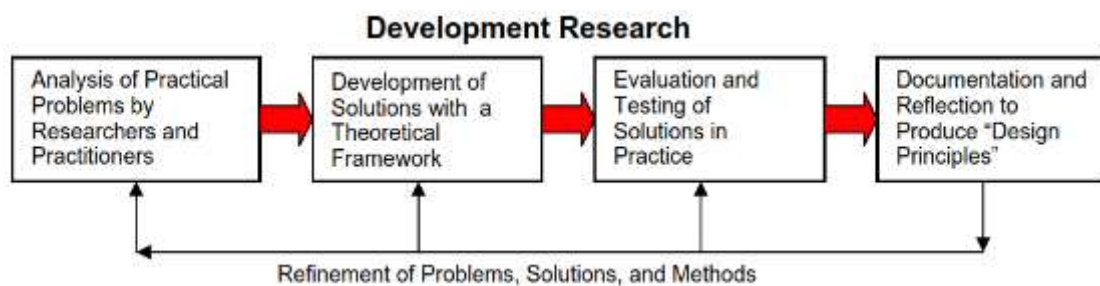 Development Research
Analysis of Practical
Problems by
Researchers and
Practitioners
Development of
Solutions with a
Theoretical
Framework
Evaluation and
Testing of
Solutions in
Practice
Documentation and
Reflection to
Produce “Design
Principles”
Refinement of Problems, Solutions, and Methods